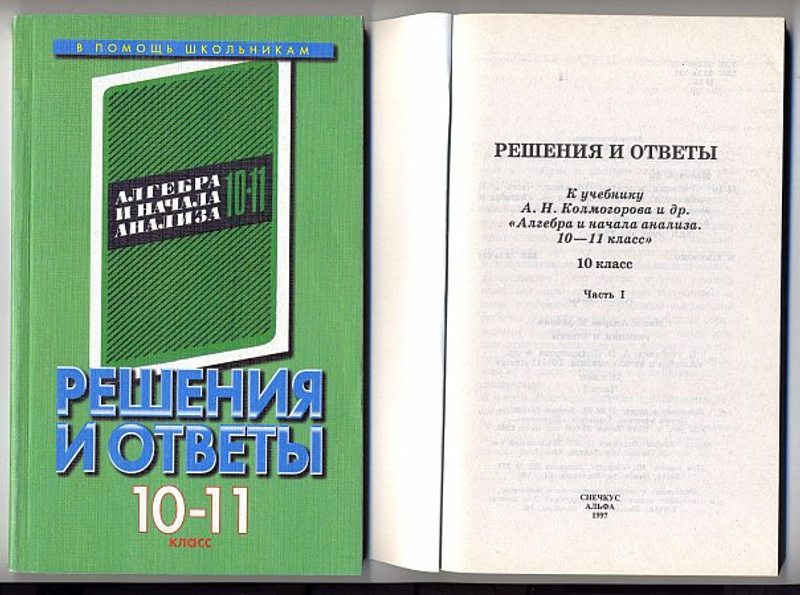 В ПОМОЩЬ ШКОЛЬНИКАМ
АЛГЕБРА
И НАЧАЛА
АНАЛИЗА
10-11
РЕШЕНИЯ
И ОТВЕТЫ
10-11
класс
РЕШЕНИЯ И ОТВЕТЫ
К учебнику
А. Н. Колмогорова и др.
«Алгебра и начала анализа.
10—11 класс»
10 класс
Часть I
СПЕЧКУС
АЛЬФА
1997